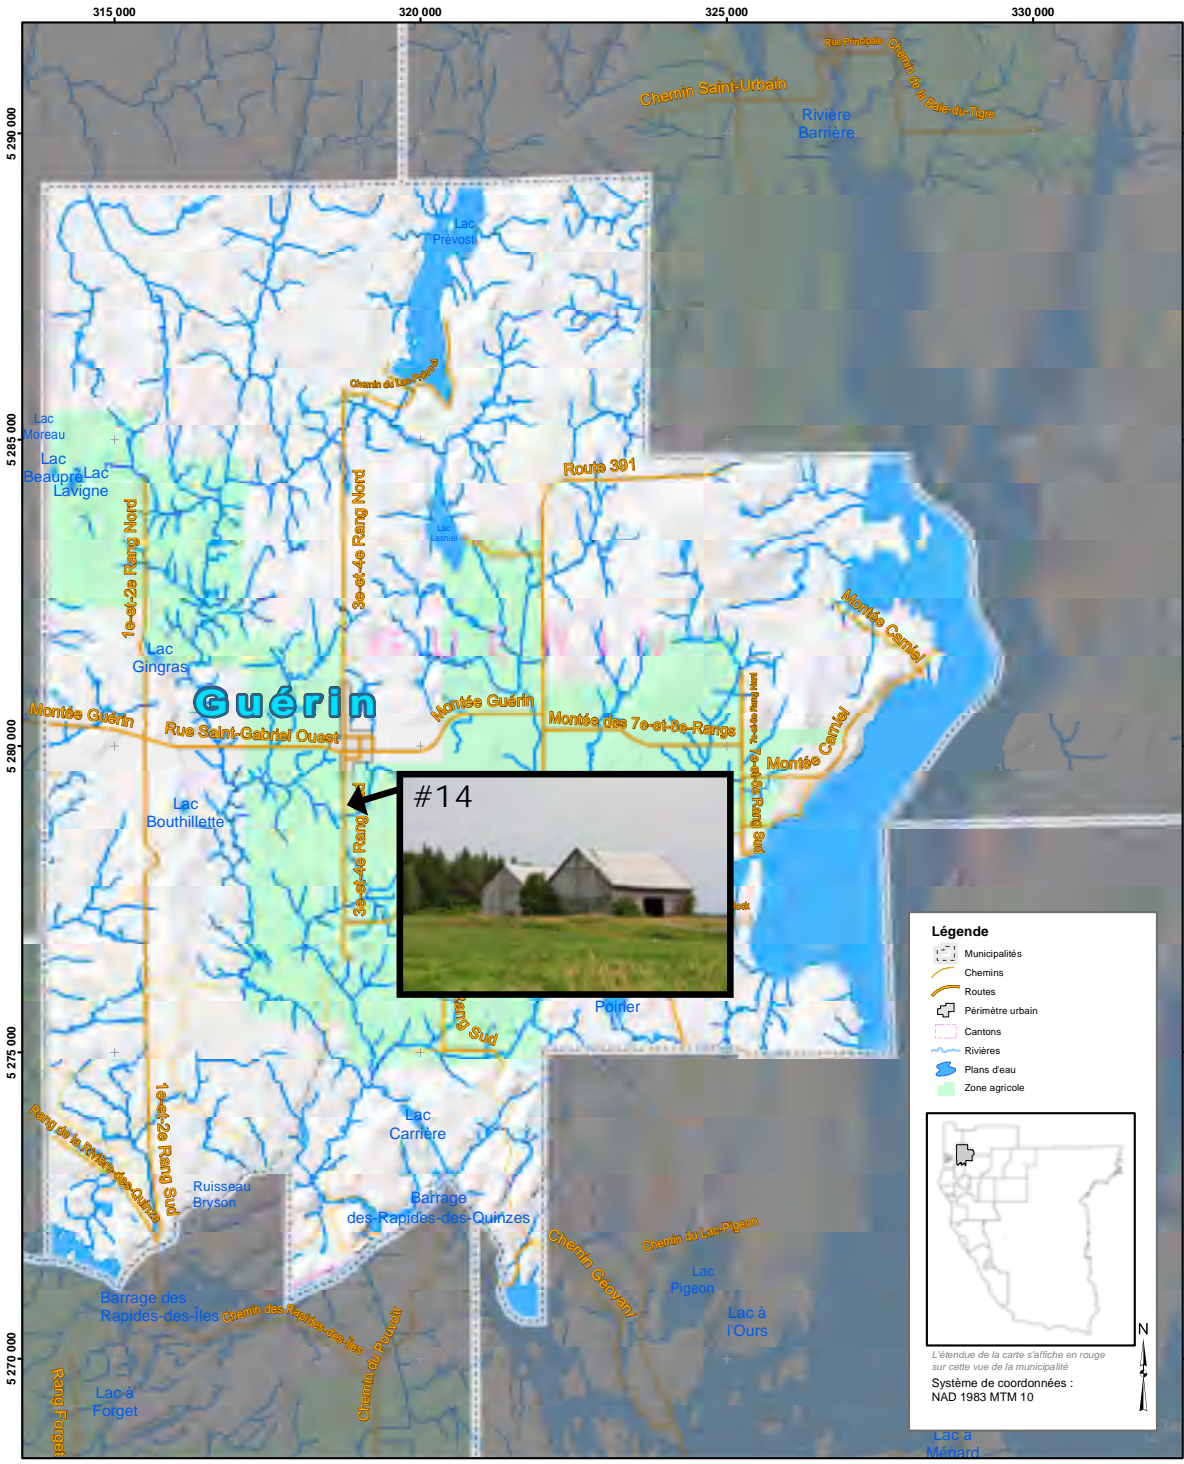 315 000
320 000
325 000
330 000
5 290 000
5 285 000
5 280 000
5 275 000
5 270 000
Rue Principale
Chemin de la Baie-du-Tigre
Chemin Saint-Urbain
Rivière
Barrière
Lac
Prévost
Chemin du Lac-Prévost
Lac
Moreau
Lac
Beaupré
Lac
Lavigne
Route 391
1e-et-2e Rang Nord
3e-et-4e Rang Nord
Lac
Lasniel
Montée Carniel
Lac
Gingras
GUÉRIN
Guérin
Montée Guérin
Rue Saint-Gabriel Ouest
Montée Guérin
Montée des 7e-et-8e-Rangs
7e-et-8e Rang Nord
7e-et-8e Rang Sud
Montée Carniel
#14
Lac
Bouthillette
3e-et-4e Rang
Poirier
Rang Sud
1e-et-2e Rang Sud
Rang de la Rivière-des-Quinze
Lac
Carrière
Ruisseau
Bryson
Barrage
des-Rapides-des-Quinzes
Barrage des
Rapides-des-Îles
Chemin des Rapides-des-Îles
Chemin du Pouvoit
Chemin Géovani
Chemin du Lac-Pigeon
Lac
Pigeon
Lac à
l'Ours
Rang Forget
Lac à
Forget
Lac à
Ménard
Légende
Municipalités
Chemins
Routes
Périmètre urbain
Cantons
Rivières
Plans d'eau
Zone agricole
L'étendue de la carte s'affiche en rouge
sur cette vue de la municipalité
Système de coordonnées :
NAD 1983 MTM 10
N